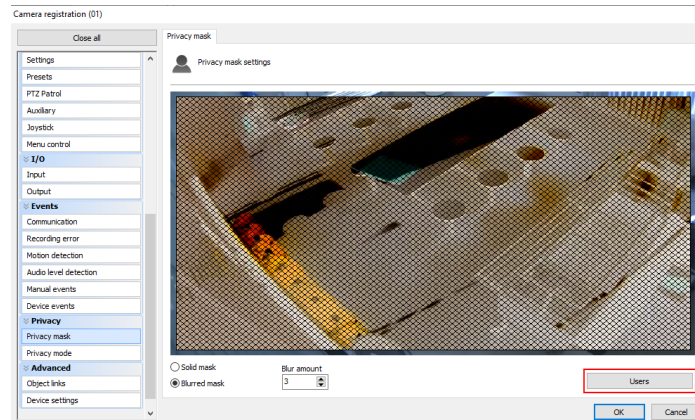 Camera registration (01)
Close all
Settings
Presets
PTZ Patrol
Auxiliary
Joystick
Menu control
I/O
Input
Output
Events
Communication
Recording error
Motion detection
Audio level detection
Manual events
Device events
Privacy
Privacy mask
Privacy mode
Advanced
Object links
Device settings
Privacy mask
Privacy mask settings
Solid mask
Blurred mask
Blur amount
3
Users
OK Cancel